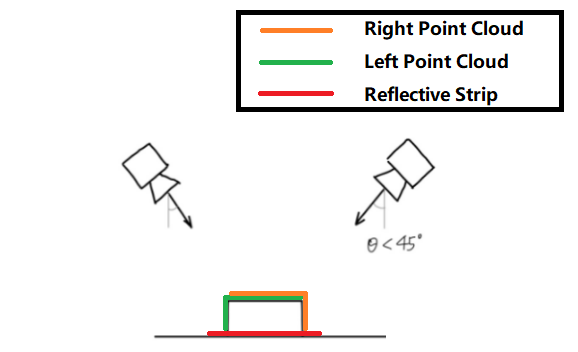 Right Point Cloud
Left Point Cloud
Reflective Strip
θ<45°